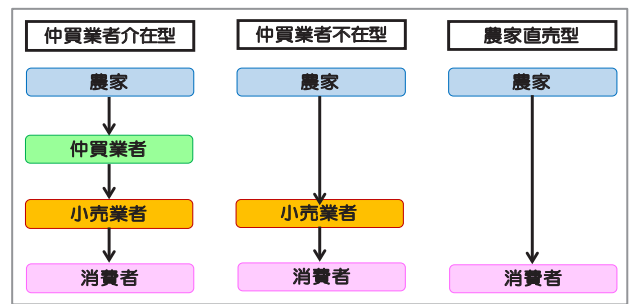 仲買業者介在型
農家
仲買業者
小売業者
消費者
仲買業者不在型
農家
小売業者
消費者
農家直売型
農家
消費者